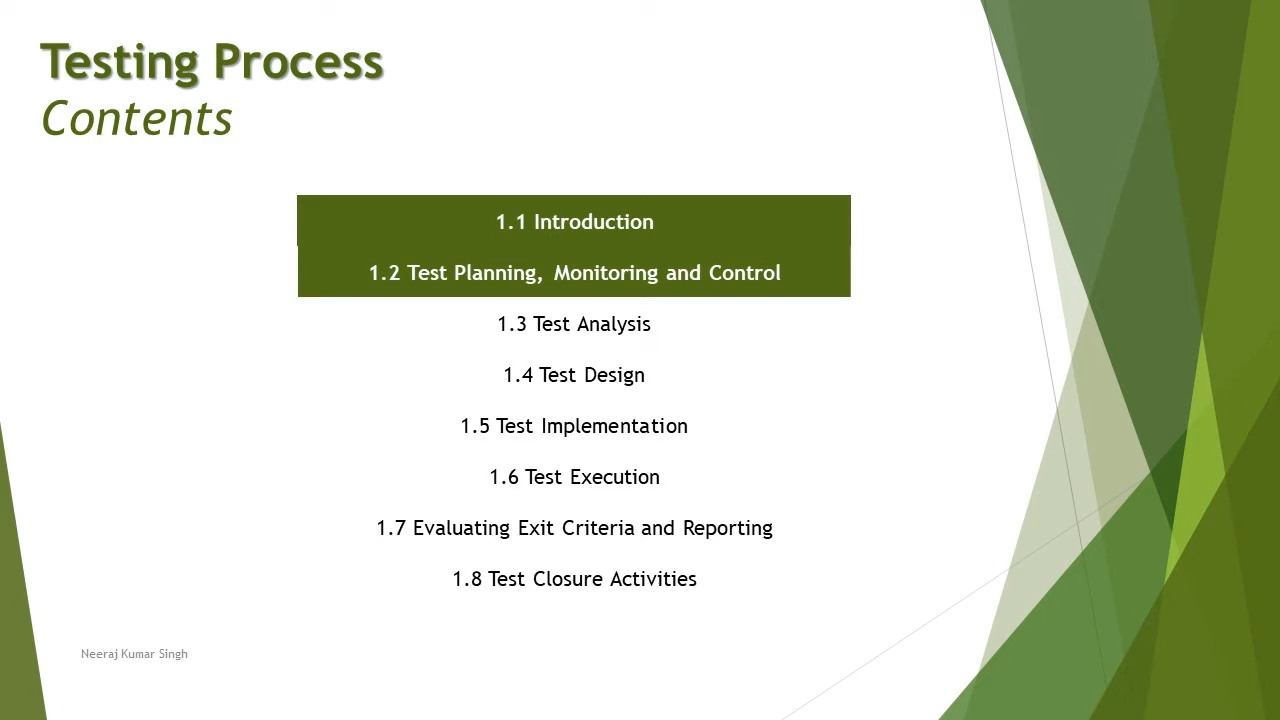 Testing Process
Contents
1.1 Introduction
1.2 Test Planning, Monitoring and Control
1.3 Test Analysis
1.4 Test Design
1.5 Test Implementation
1.6 Test Execution
1.7 Evaluating Exit Criteria and Reporting
1.8 Test Closure Activities
Neeraj Kumar Singh